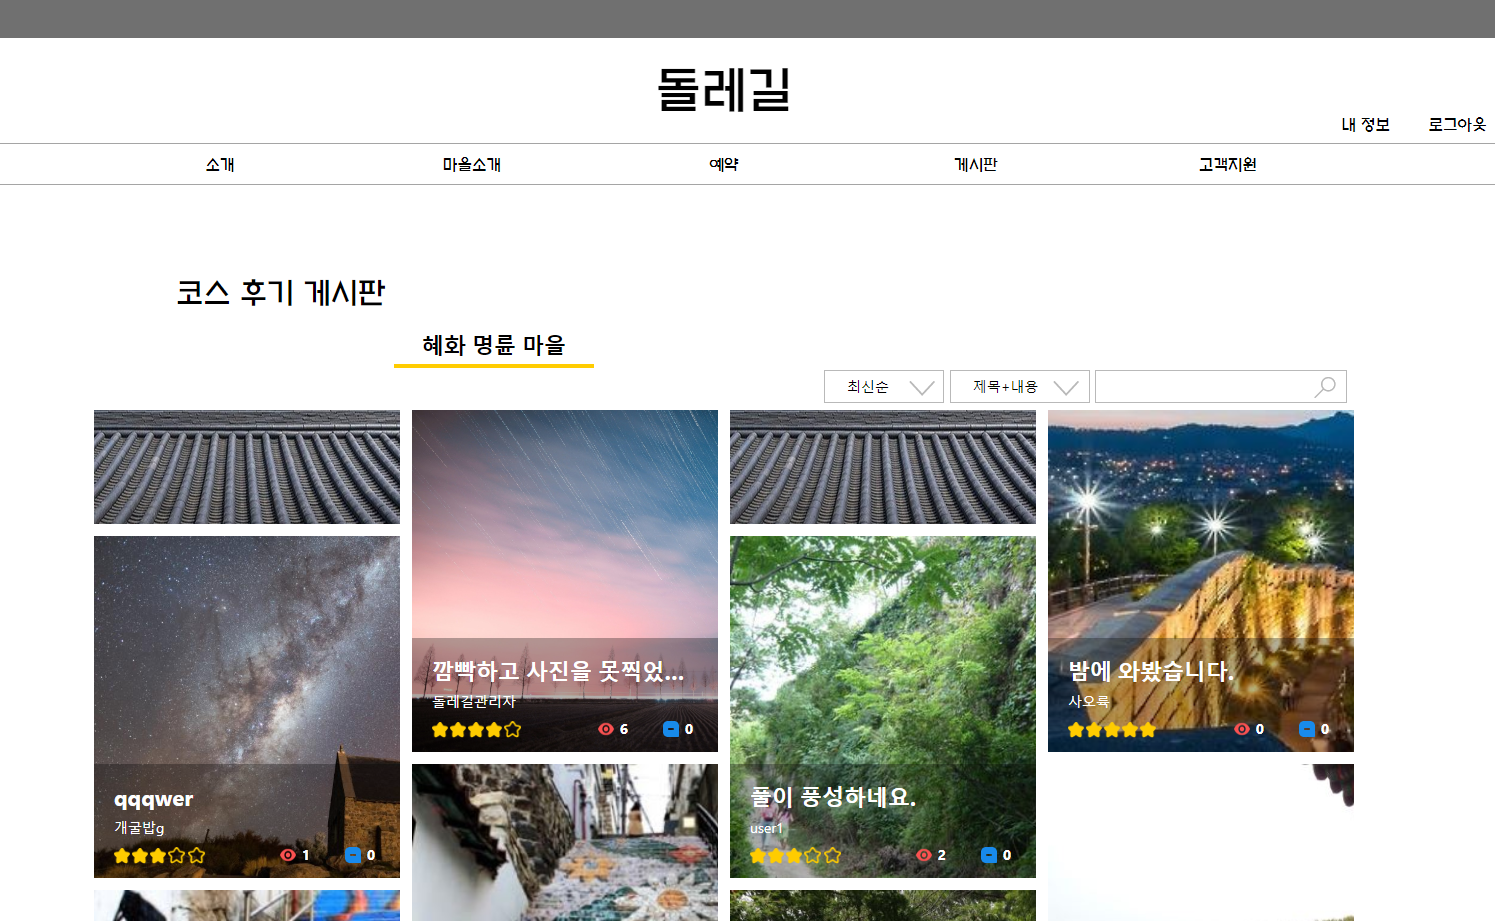 돌레길
내 정보
로그아웃
소개
마을소개
예약
게시판
고객지원
코스 후기 게시판
혜화 명륜 마을
최신순
제목+내용
깜빡하고 사진을 못찍었...
돌레길관리자
6
0
밤에 와봤습니다.
사오륙
0
0
qqqwer
개굴밥g
1
0
풀이 풍성하네요.
user1
2
0